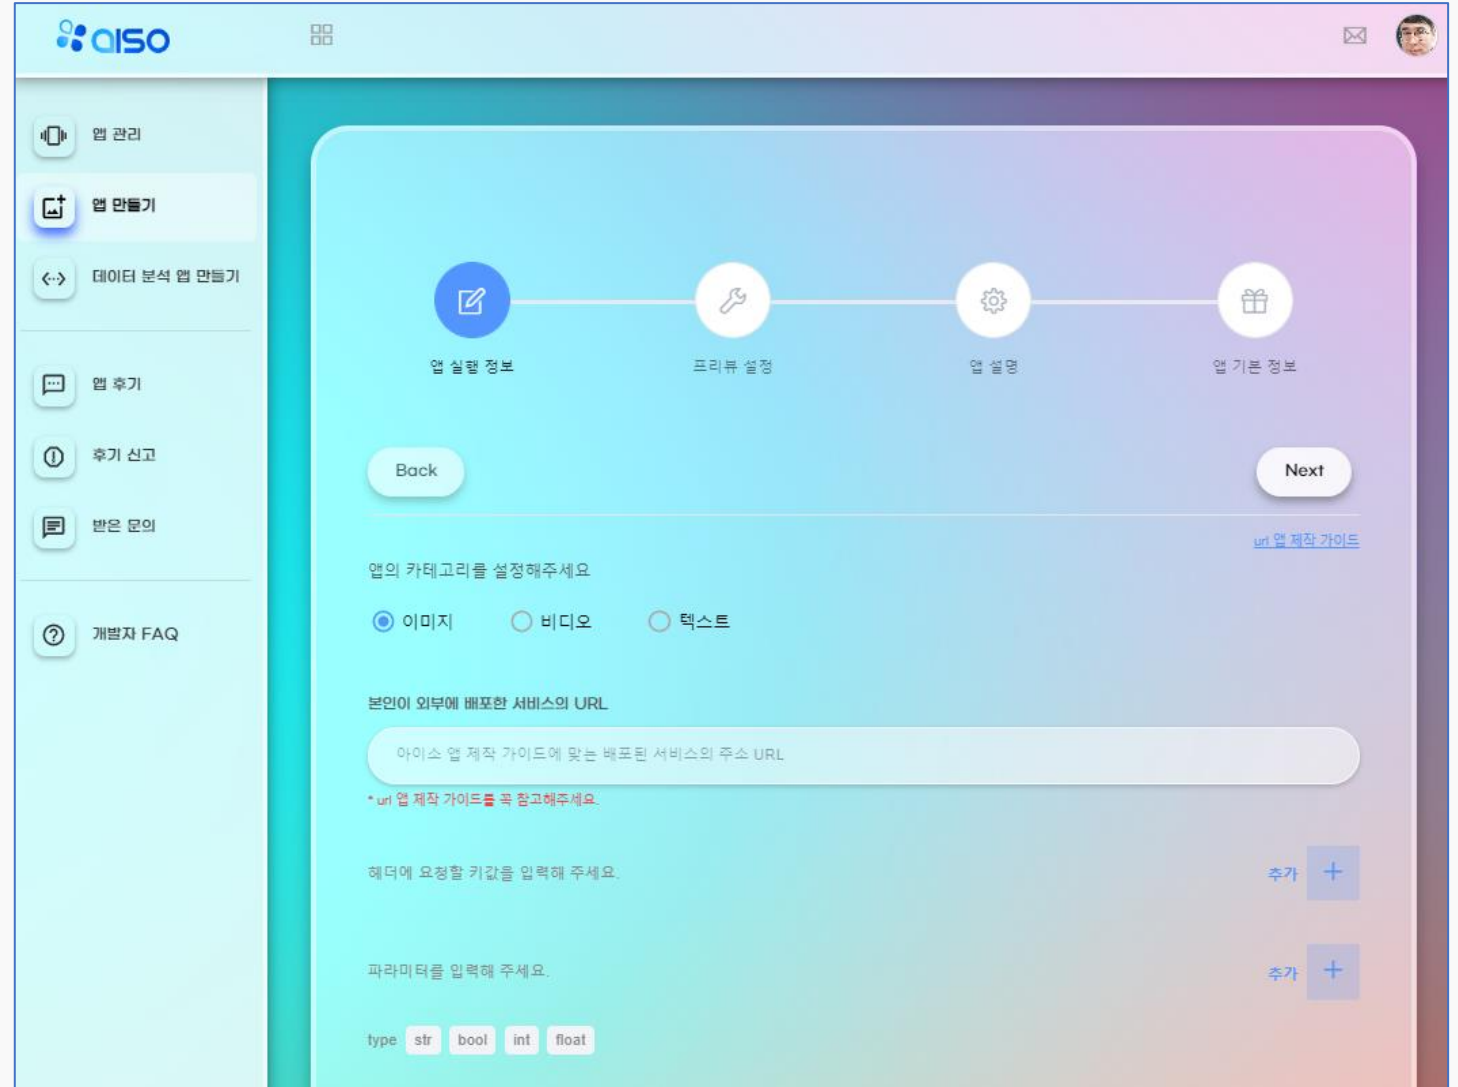 aiso
앱 관리
앱 만들기
데이터 분석 앱 만들기
앱 후기
후기 신고
받은 문의
개발자 FAQ
앱 실행 정보
프리뷰 설정
앱 설명
앱 기본 정보
Back
Next
url 앱 제작 가이드
앱의 카테고리를 설정해주세요
이미지
비디오
텍스트
본인이 외부에 배포한 서비스의 URL
아이소 앱 제작 가이드에 맞는 배포된 서비스의 주소 URL
* url 앱 제작 가이드를 꼭 참고해주세요.
헤더에 요청할 키값을 입력해 주세요.
추가 +
파라미터를 입력해 주세요.
추가 +
type str bool int float